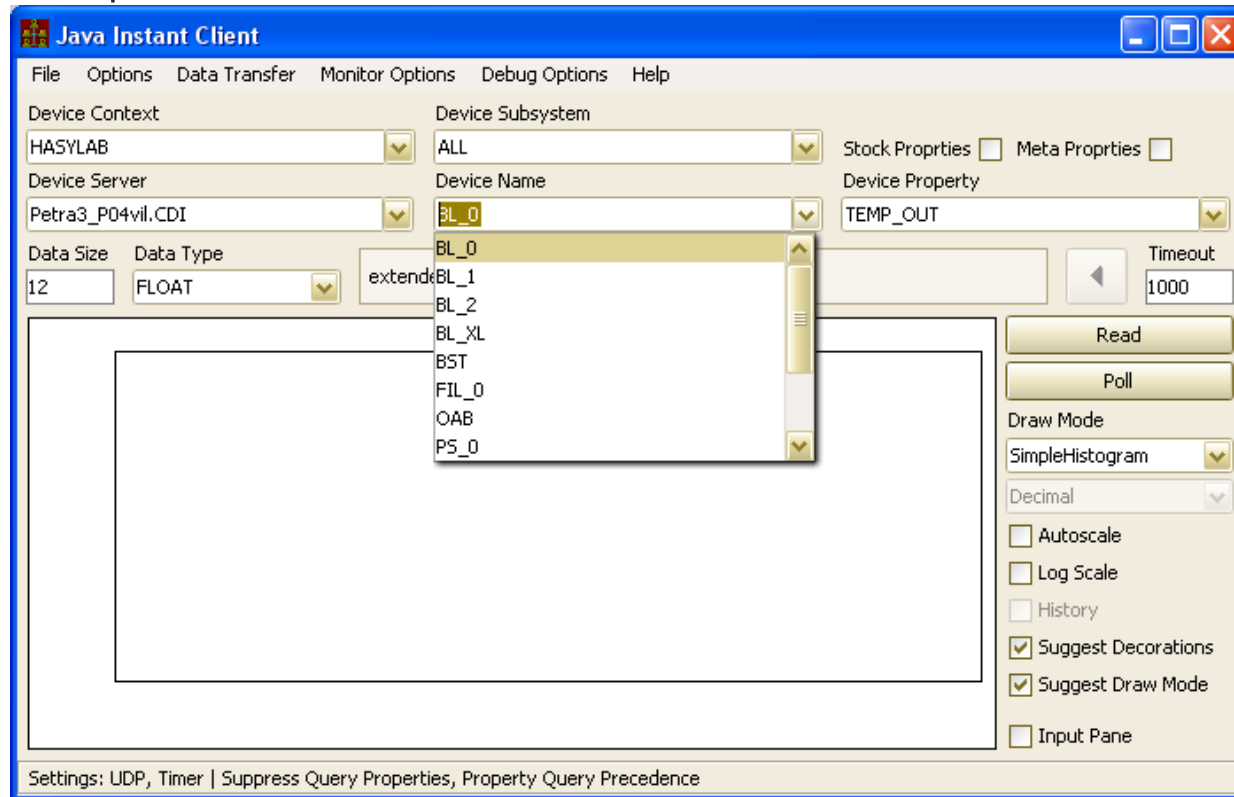 Java Instant Client
File Options Data Transfer Monitor Options Debug Options Help
Device Context Device Subsystem
HASYLAB ALL Stock Proprties Meta Proprties
Device Server Device Name Device Property
Petra3_P04vil.CDI BL_0 TEMP_OUT
Data Size Data Type Timeout
12 FLOAT 1000
BL_0
BL_1
BL_2
BL_XL
BST
FIL_0
OAB
PS_0
Read
Poll
Draw Mode
SimpleHistogram
Decimal
Autoscale
Log Scale
History
Suggest Decorations
Suggest Draw Mode
Input Pane
Settings: UDP, Timer | Suppress Query Properties, Property Query Precedence